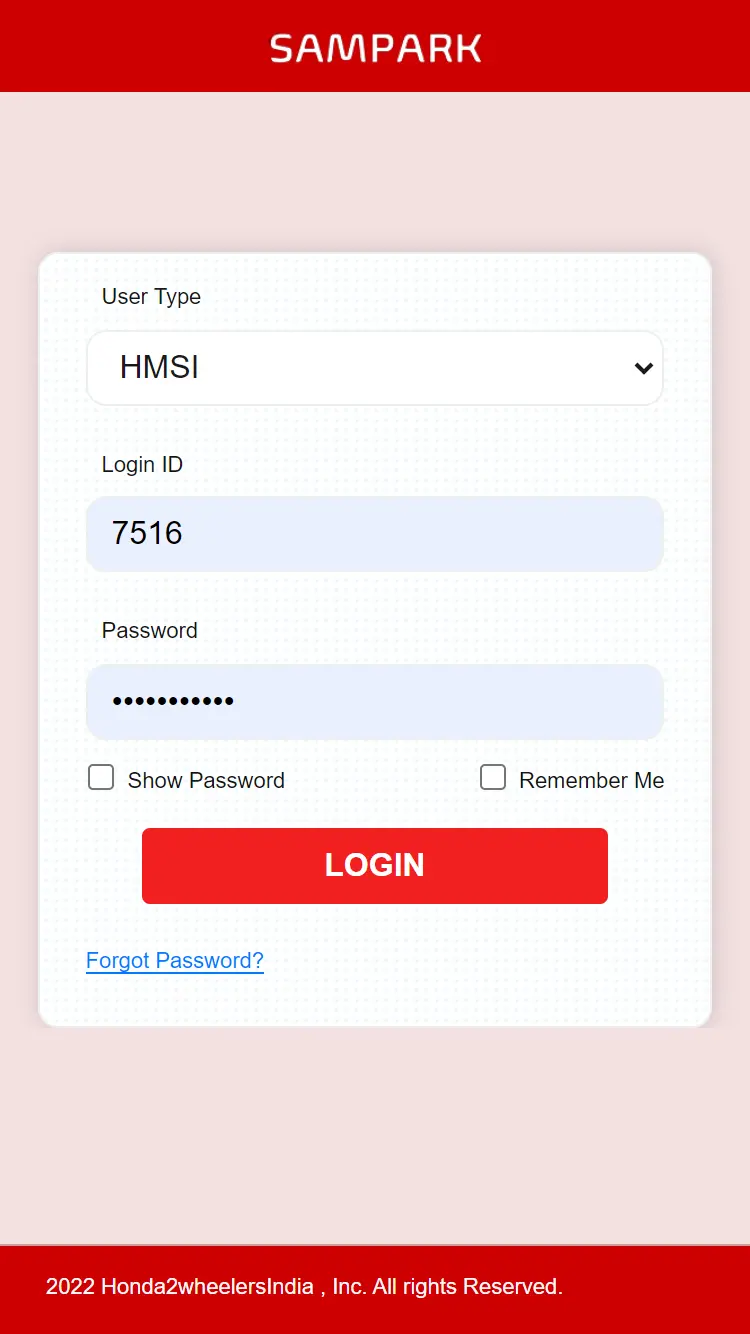 SAMPARK
User Type
HMSI
Login ID
7516
Password
•••••••••••
Show Password
Remember Me
LOGIN
Forgot Password?
2022 Honda2wheelersIndia , Inc. All rights Reserved.